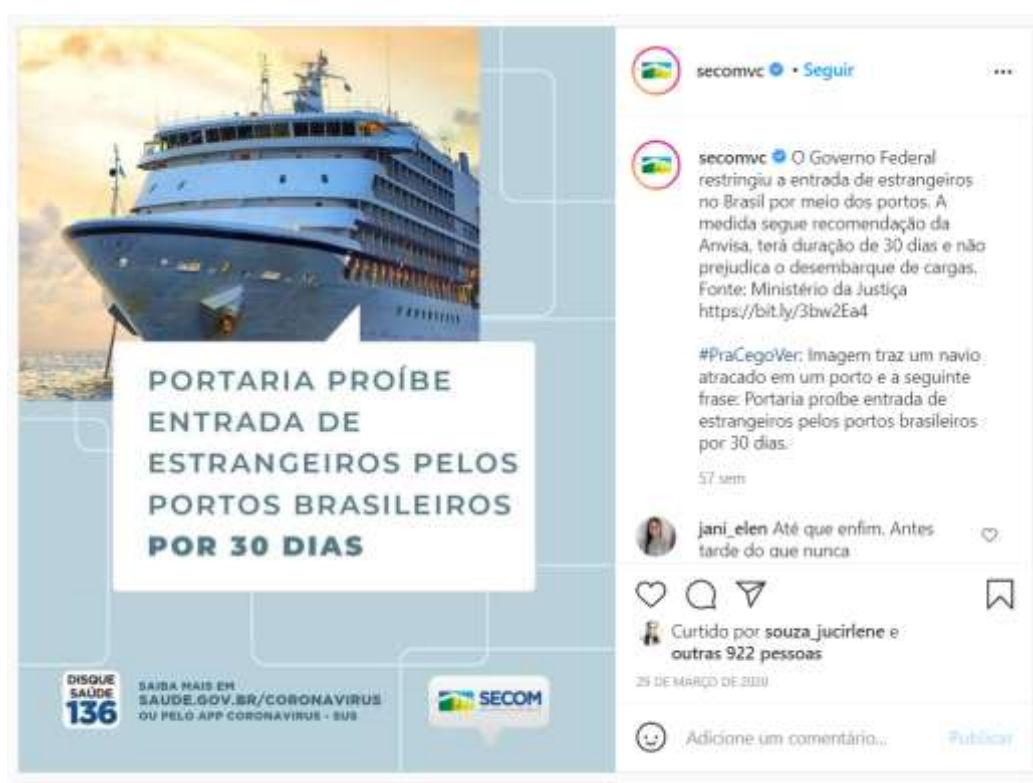 PORTARIA PROÍBE
ENTRADA DE
ESTRANGEIROS PELOS
PORTOS BRASILEIROS
POR 30 DIAS
DISQUE
SAÚDE
136
SAIBA MAIS EM
SAUDE.GOV.BR/CORONAVIRUS
OU PELO APP CORONAVIRUS - SUS
SECOM
secomvc • Seguir
secomvc O Governo Federal
restringiu a entrada de estrangeiros
no Brasil por meio dos portos. A
medida segue recomendação da
Anvisa, terá duração de 30 dias e não
prejudica o desembarque de cargas.
Fonte: Ministério da Justiça
https://bit.ly/3bw2Ea4
#PraCegoVer: Imagem traz um navio
atracado em um porto e a seguinte
frase: Portaria proíbe entrada de
estrangeiros pelos portos brasileiros
por 30 dias.
57 sem
jani_elen Até que enfim. Antes
tarde do que nunca
Curtido por souza_jucirlene e
outras 922 pessoas
29 DE MARÇO DE 2020
Adicione um comentário...
Publicar